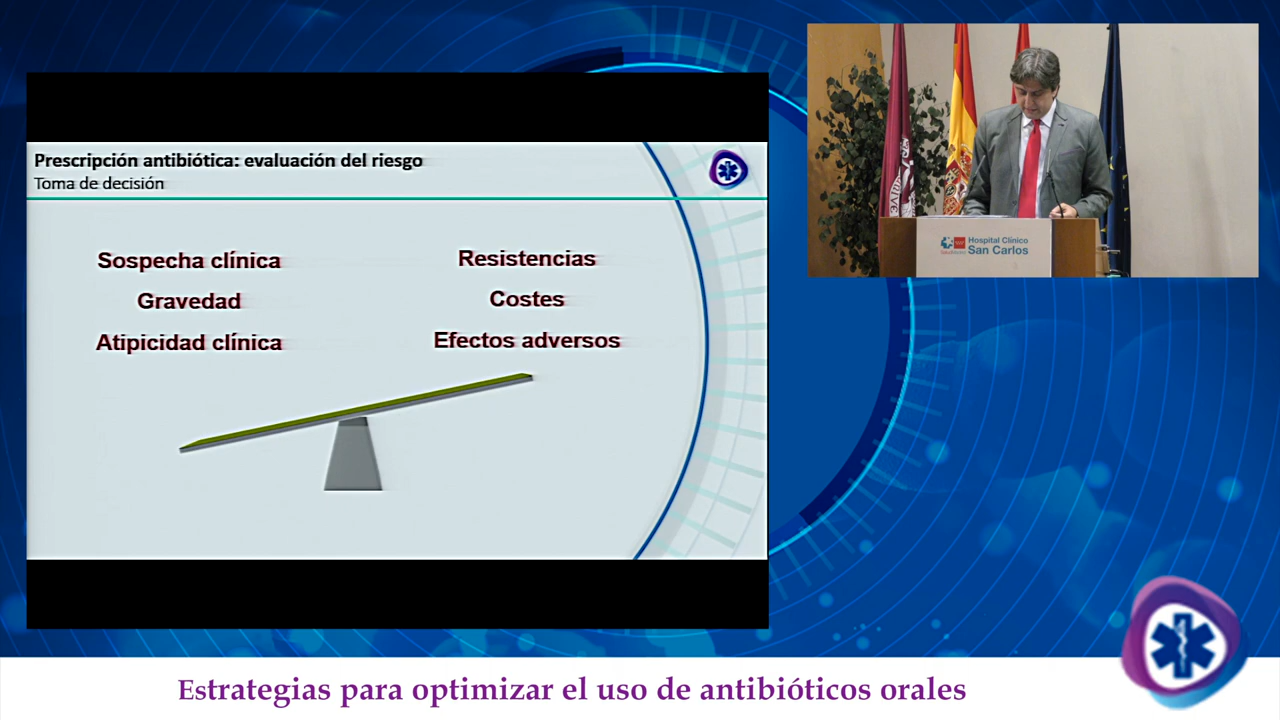 Prescripción antibiótica: evaluación del riesgo
Toma de decisión
Sospecha clínica
Gravedad
Atipicidad clínica
Resistencias
Costes
Efectos adversos
Hospital Clínico
San Carlos
Estrategias para optimizar el uso de antibióticos orales